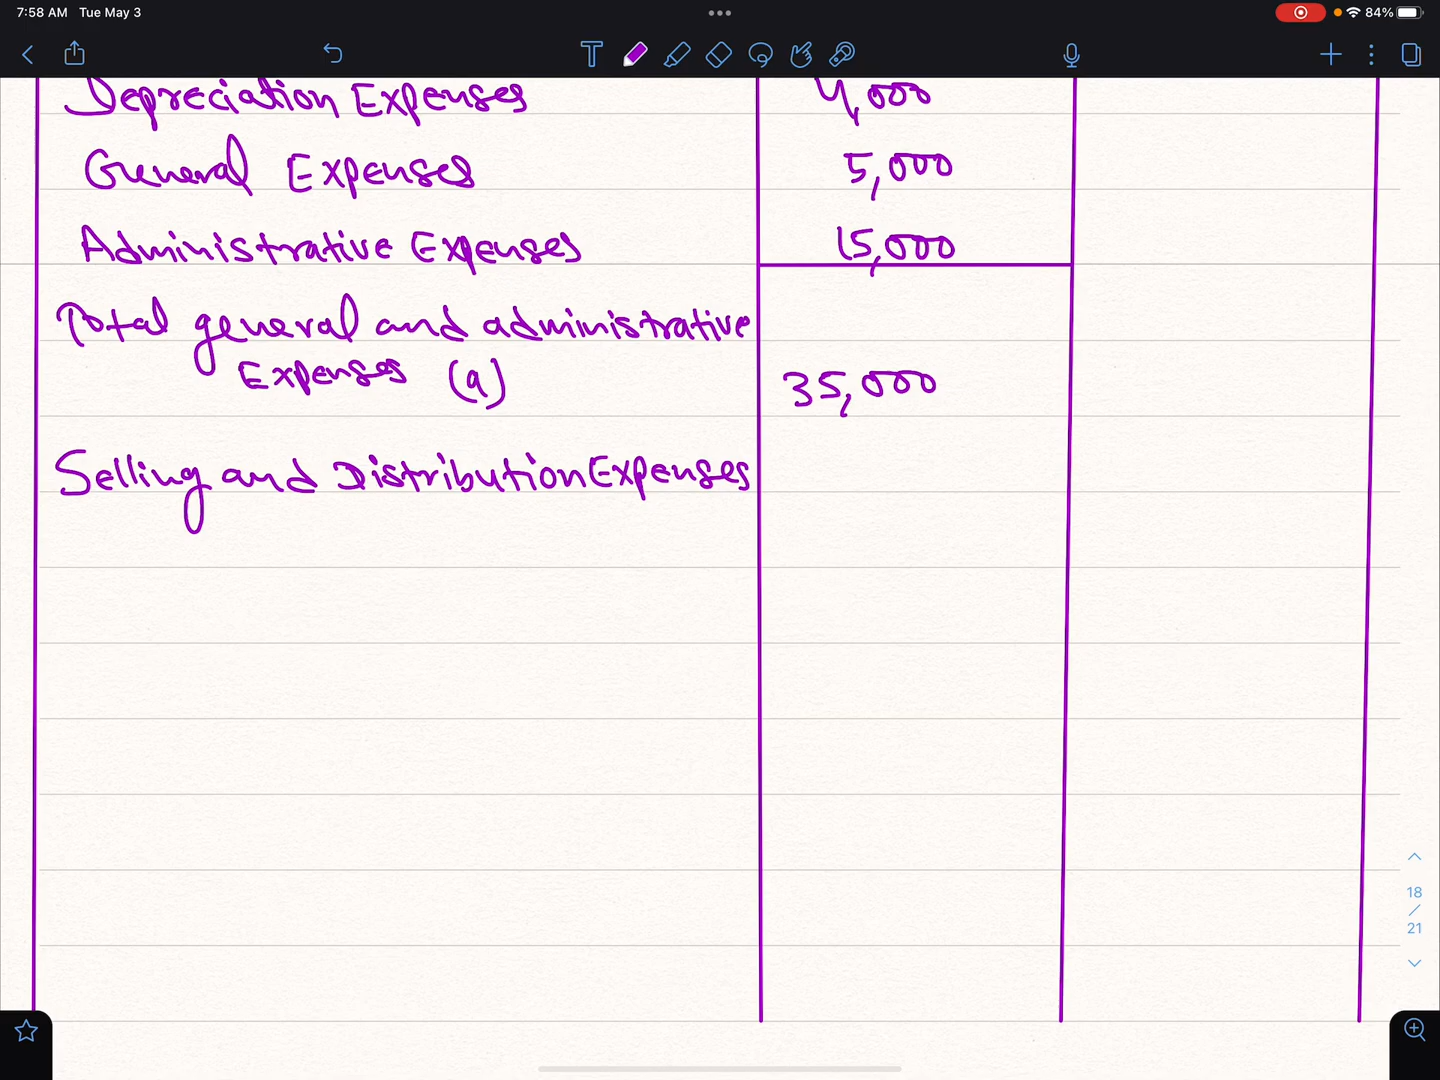 7:58 AM Tue May 3
84%
Depreciation Expenses 4,000
General Expenses 5,000
Administrative Expenses 15,000
Total general and administrative
Expenses (a) 35,000
Selling and Distribution Expenses
18
/
21